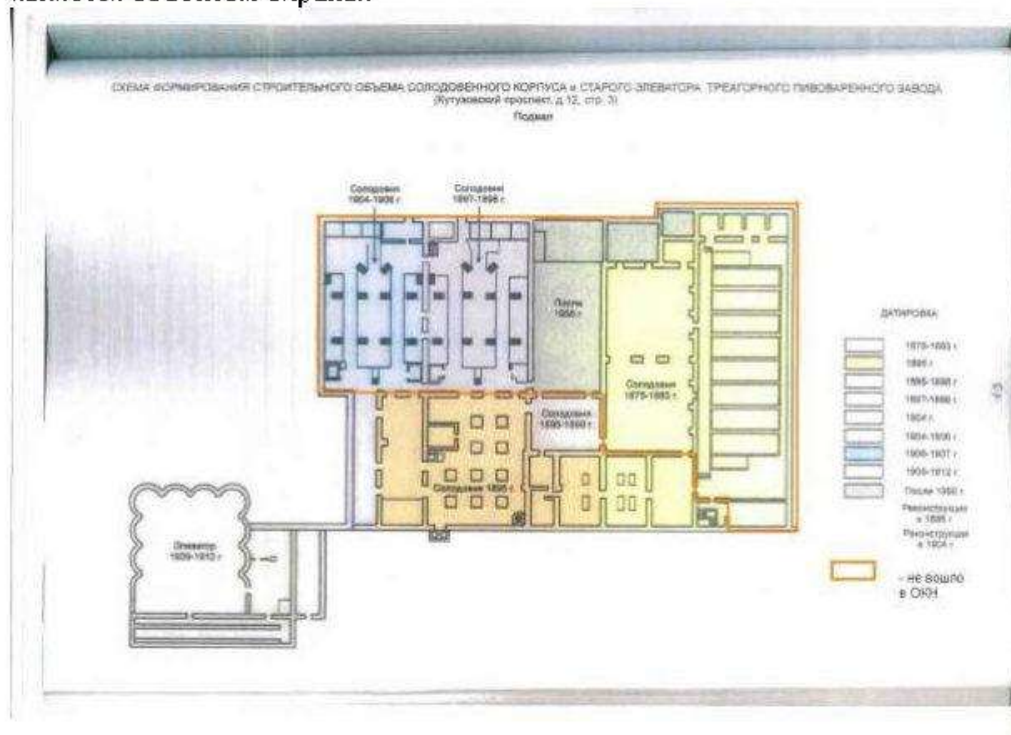 СХЕМА ФОРМИРОВАНИЯ СТРОИТЕЛЬНОГО ОБЪЕМА СОЛОДОВЕННОГО КОРПУСА и СТАРОГО ЭЛЕВАТОРА ТРЕХГОРНОГО ПИВОВАРЕННОГО ЗАВОДА
(Кутузовский проспект, д.12, стр. 3)
Подвал
Солодовня
1904-1906 г.
Солодовня
1897-1898 г.
После
1950 г.
Солодовня
1875-1883 г.
Солодовня
1895-1898 г.
Солодовня 1895 г.
Элеватор
1909-1912 г.
ДАТИРОВКА:
1875-1883 г.
1895 г.
1895-1898 г.
1897-1898 г.
1904 г.
1904-1906 г.
1906-1907 г.
1909-1912 г.
После 1950 г.
Реконструкция
в 1895 г.
Реконструкция
в 1904 г.
- не вошло
в ОКН